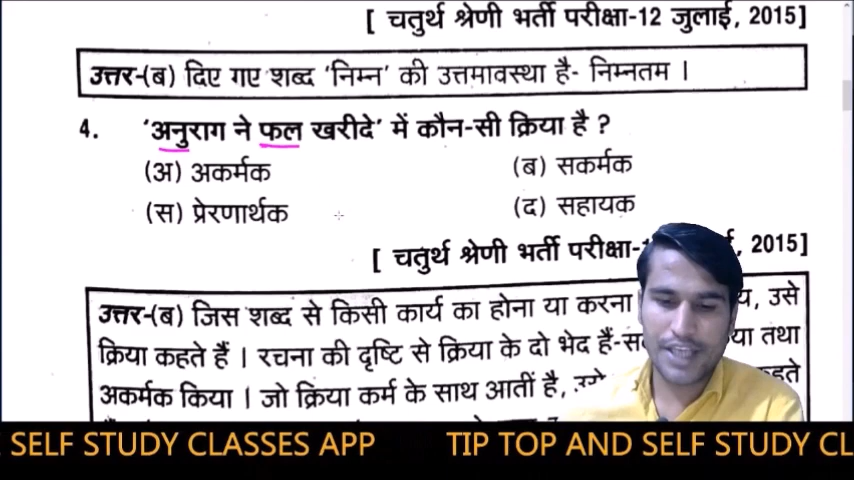 [ चतुर्थ श्रेणी भर्ती परीक्षा-12 जुलाई, 2015]
उत्तर-(ब) दिए गए शब्द 'निम्न' की उत्तमावस्था है- निम्नतम ।
4. 'अनुराग ने फल खरीदे' में कौन-सी क्रिया है ?
(अ) अकर्मक (ब) सकर्मक
(स) प्रेरणार्थक (द) सहायक
[ चतुर्थ श्रेणी भर्ती परीक्षा- , 2015]
उत्तर-(ब) जिस शब्द से किसी कार्य का होना या करना उसे
क्रिया कहते हैं । रचना की दृष्टि से क्रिया के दो भेद हैं- तथा
अकर्मक किया । जो क्रिया कर्म के साथ आतीं है,
SELF STUDY CLASSES APP TIP TOP AND SELF STUDY CL